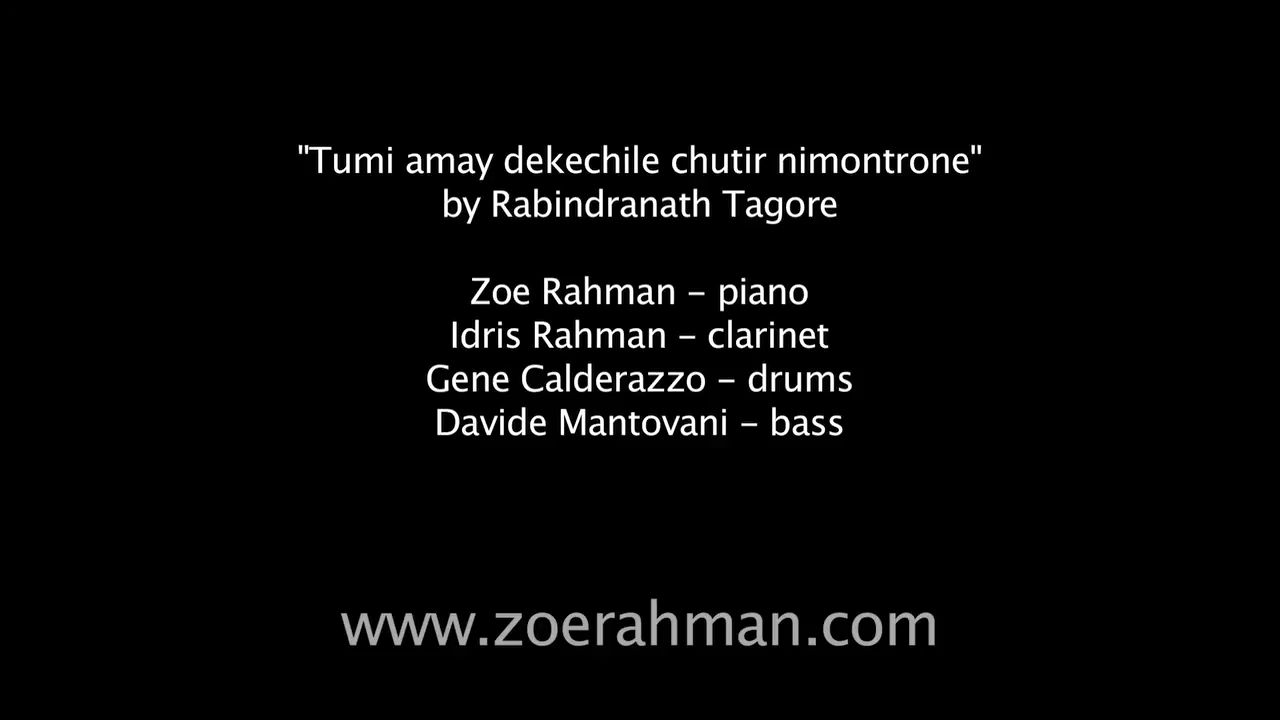 "Tumi amay dekechile chutir nimontrone"
by Rabindranath Tagore
Zoe Rahman – piano
Idris Rahman – clarinet
Gene Calderazzo – drums
Davide Mantovani – bass
www.zoerahman.com